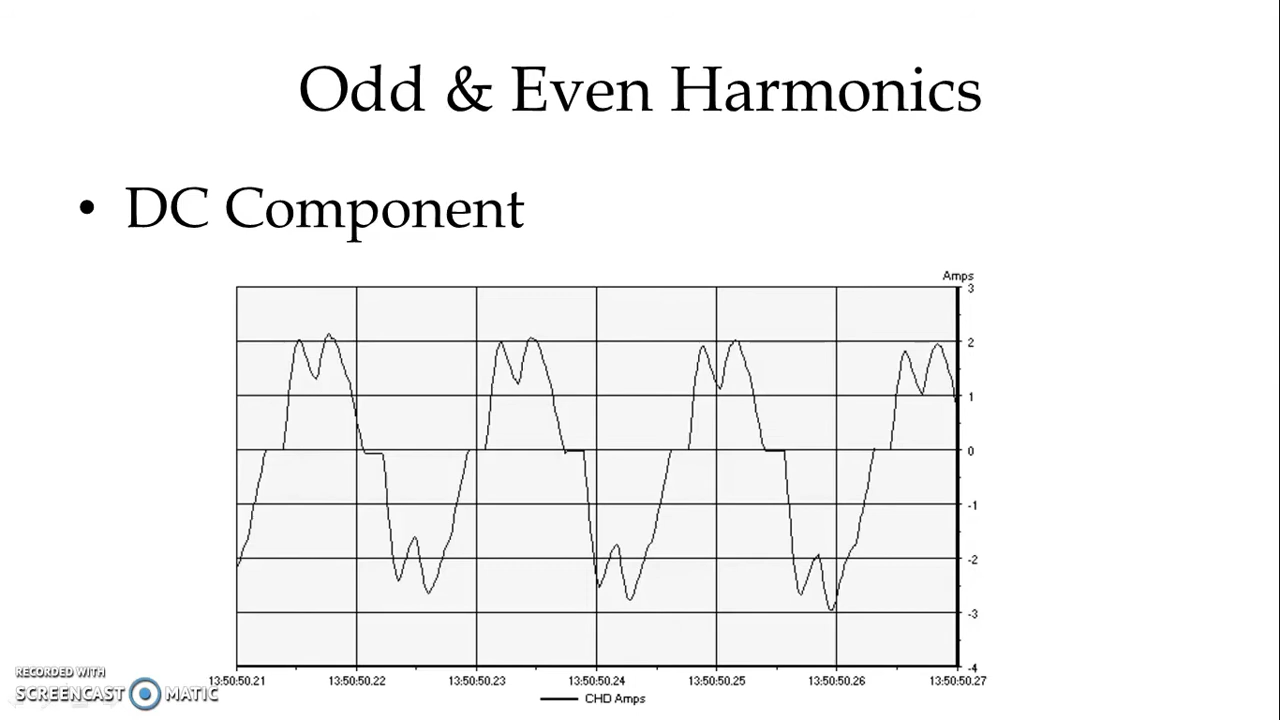 Odd & Even Harmonics
• DC Component
Amps
3
2
1
0
-1
-2
-3
-4
13:50:50.21 13:50:50.22 13:50:50.23 13:50:50.24 13:50:50.25 13:50:50.26 13:50:50.27
CHD Amps
RECORDED WITH
SCREENCAST MATIC